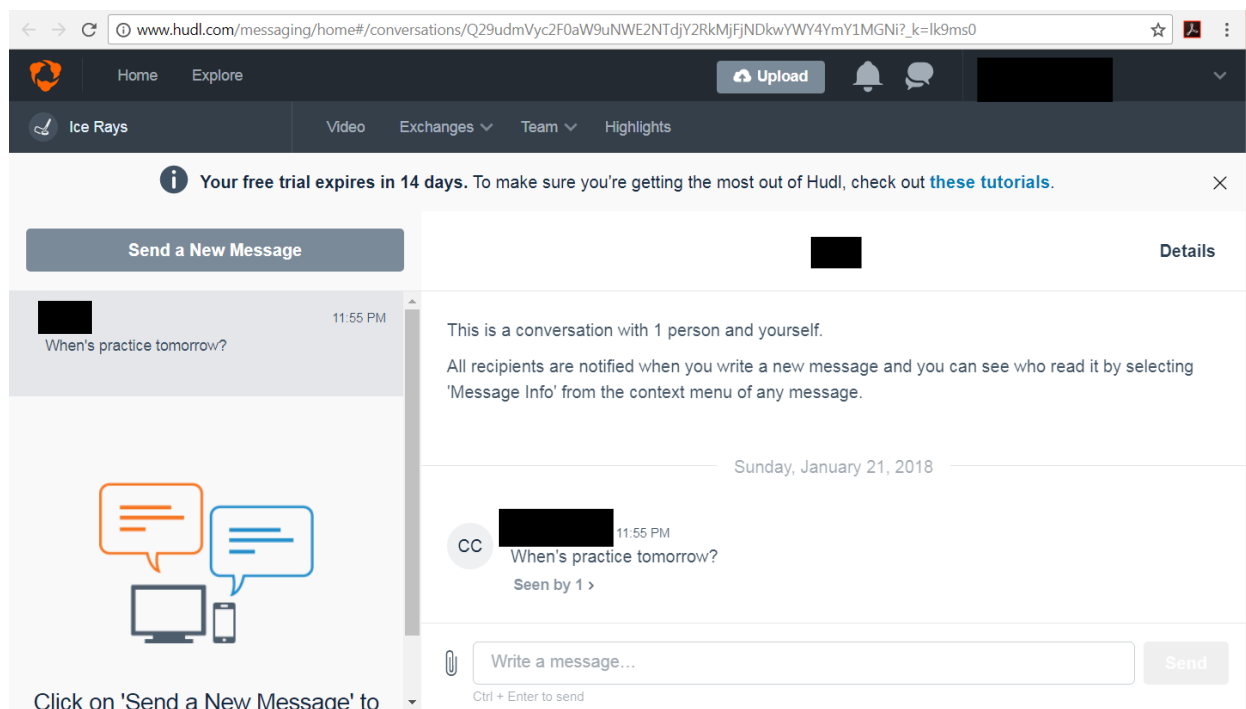 www.hudl.com/messaging/home#/conversations/Q29udmVyc2F0aW9uNWE2NTdjY2RkMjFjNDkwYWY4YmY1MGNi?_k=lk9ms0
Home Explore Upload
Ice Rays Video Exchanges Team Highlights
Your free trial expires in 14 days. To make sure you're getting the most out of Hudl, check out these tutorials.
Send a New Message
Details
11:55 PM
When's practice tomorrow?
Click on 'Send a New Message' to
This is a conversation with 1 person and yourself.
All recipients are notified when you write a new message and you can see who read it by selecting
'Message Info' from the context menu of any message.
Sunday, January 21, 2018
CC 11:55 PM
When's practice tomorrow?
Seen by 1 >
Write a message... Send
Ctrl + Enter to send